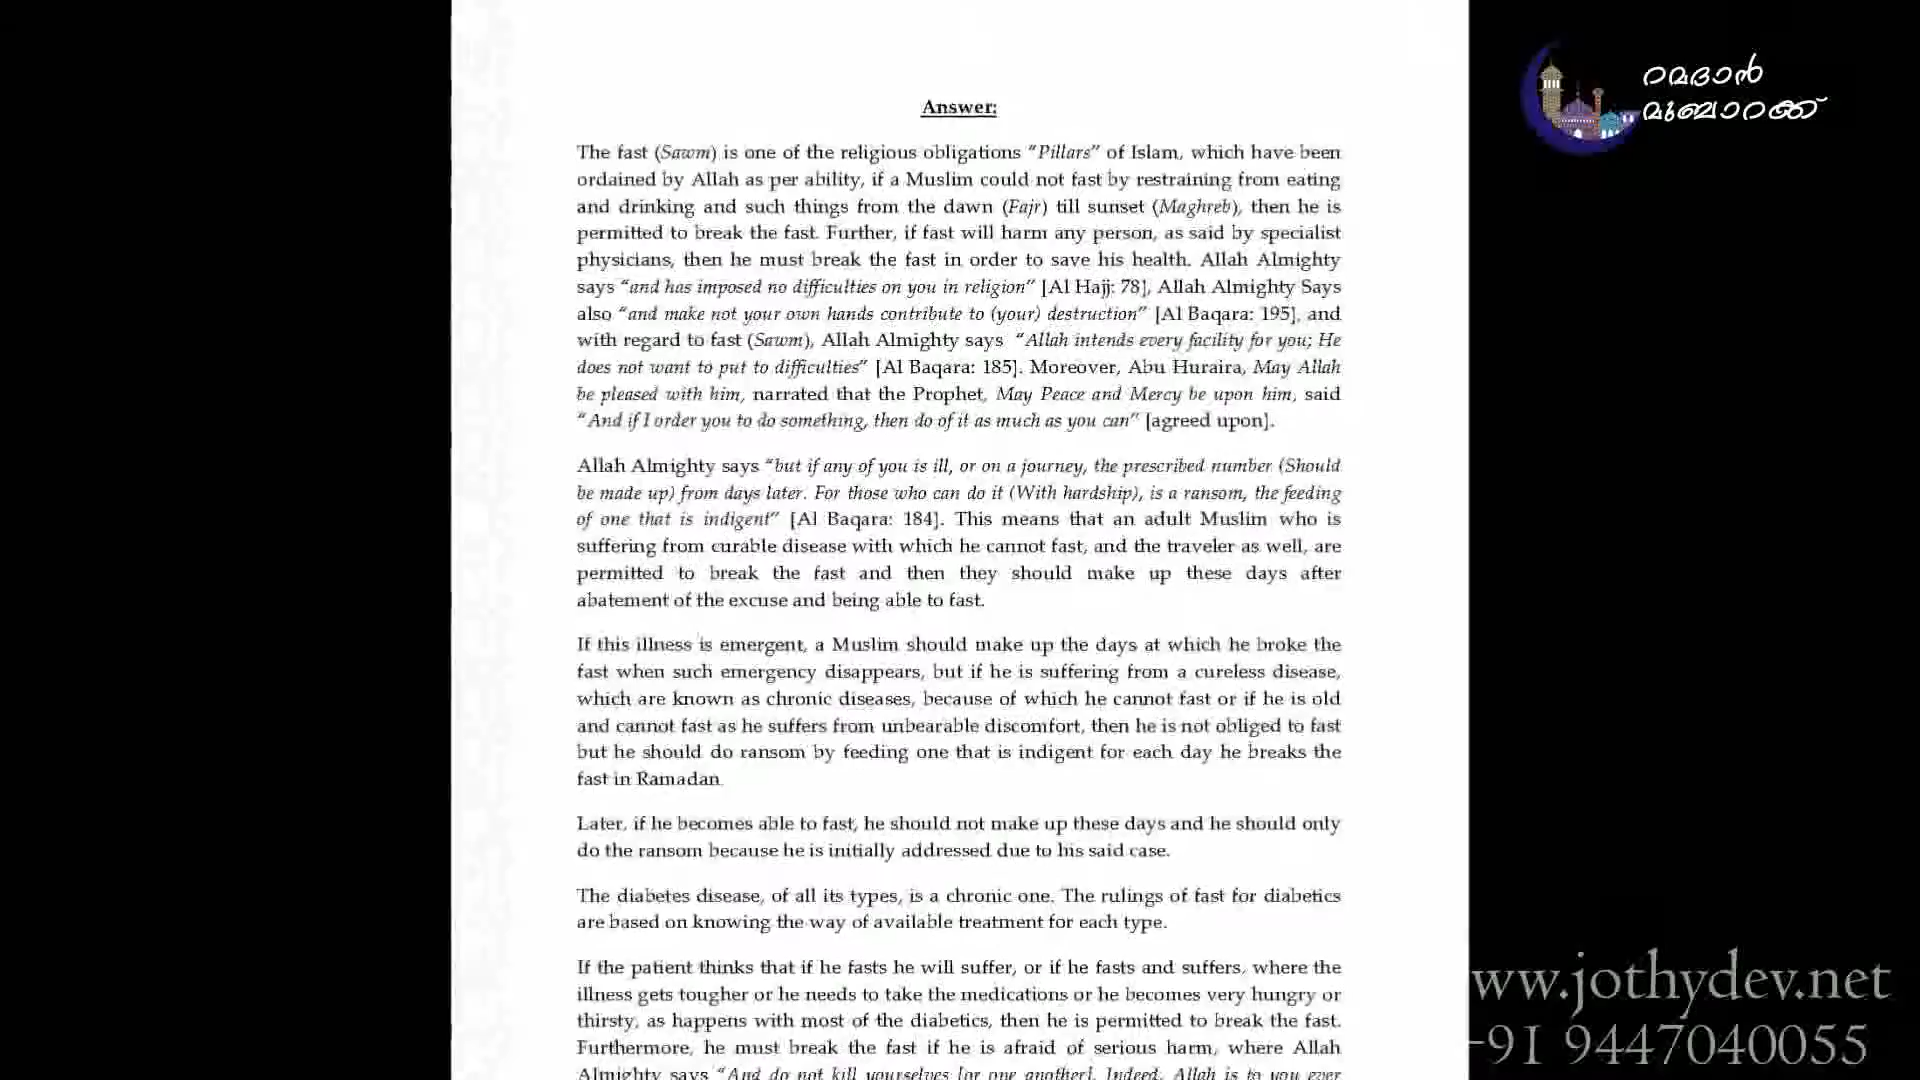 റമദാൻ
മുബാറക്ക്
Answer:
The fast (Sawm) is one of the religious obligations “Pillars” of Islam, which have been
ordained by Allah as per ability, if a Muslim could not fast by restraining from eating
and drinking and such things from the dawn (Fajr) till sunset (Maghreb), then he is
permitted to break the fast. Further, if fast will harm any person, as said by specialist
physicians, then he must break the fast in order to save his health. Allah Almighty
says “and has imposed no difficulties on you in religion” [Al Hajj: 78], Allah Almighty Says
also “and make not your own hands contribute to (your) destruction” [Al Baqara: 195], and
with regard to fast (Sawm), Allah Almighty says “Allah intends every facility for you; He
does not want to put to difficulties” [Al Baqara: 185]. Moreover, Abu Huraira, May Allah
be pleased with him, narrated that the Prophet, May Peace and Mercy be upon him, said
“And if I order you to do something, then do of it as much as you can” [agreed upon].
Allah Almighty says “but if any of you is ill, or on a journey, the prescribed number (Should
be made up) from days later. For those who can do it (With hardship), is a ransom, the feeding
of one that is indigent” [Al Baqara: 184]. This means that an adult Muslim who is
suffering from curable disease with which he cannot fast, and the traveler as well, are
permitted to break the fast and then they should make up these days after
abatement of the excuse and being able to fast.
If this illness is emergent, a Muslim should make up the days at which he broke the
fast when such emergency disappears, but if he is suffering from a cureless disease,
which are known as chronic diseases, because of which he cannot fast or if he is old
and cannot fast as he suffers from unbearable discomfort, then he is not obliged to fast
but he should do ransom by feeding one that is indigent for each day he breaks the
fast in Ramadan.
Later, if he becomes able to fast, he should not make up these days and he should only
do the ransom because he is initially addressed due to his said case.
The diabetes disease, of all its types, is a chronic one. The rulings of fast for diabetics
are based on knowing the way of available treatment for each type.
If the patient thinks that if he fasts he will suffer, or if he fasts and suffers, where the
illness gets tougher or he needs to take the medications or he becomes very hungry or
thirsty, as happens with most of the diabetics, then he is permitted to break the fast.
Furthermore, he must break the fast if he is afraid of serious harm, where Allah
Almighty says “And do not kill yourselves [or one another]. Indeed, Allah is to you ever
ww.jothydev.net
-91 9447040055